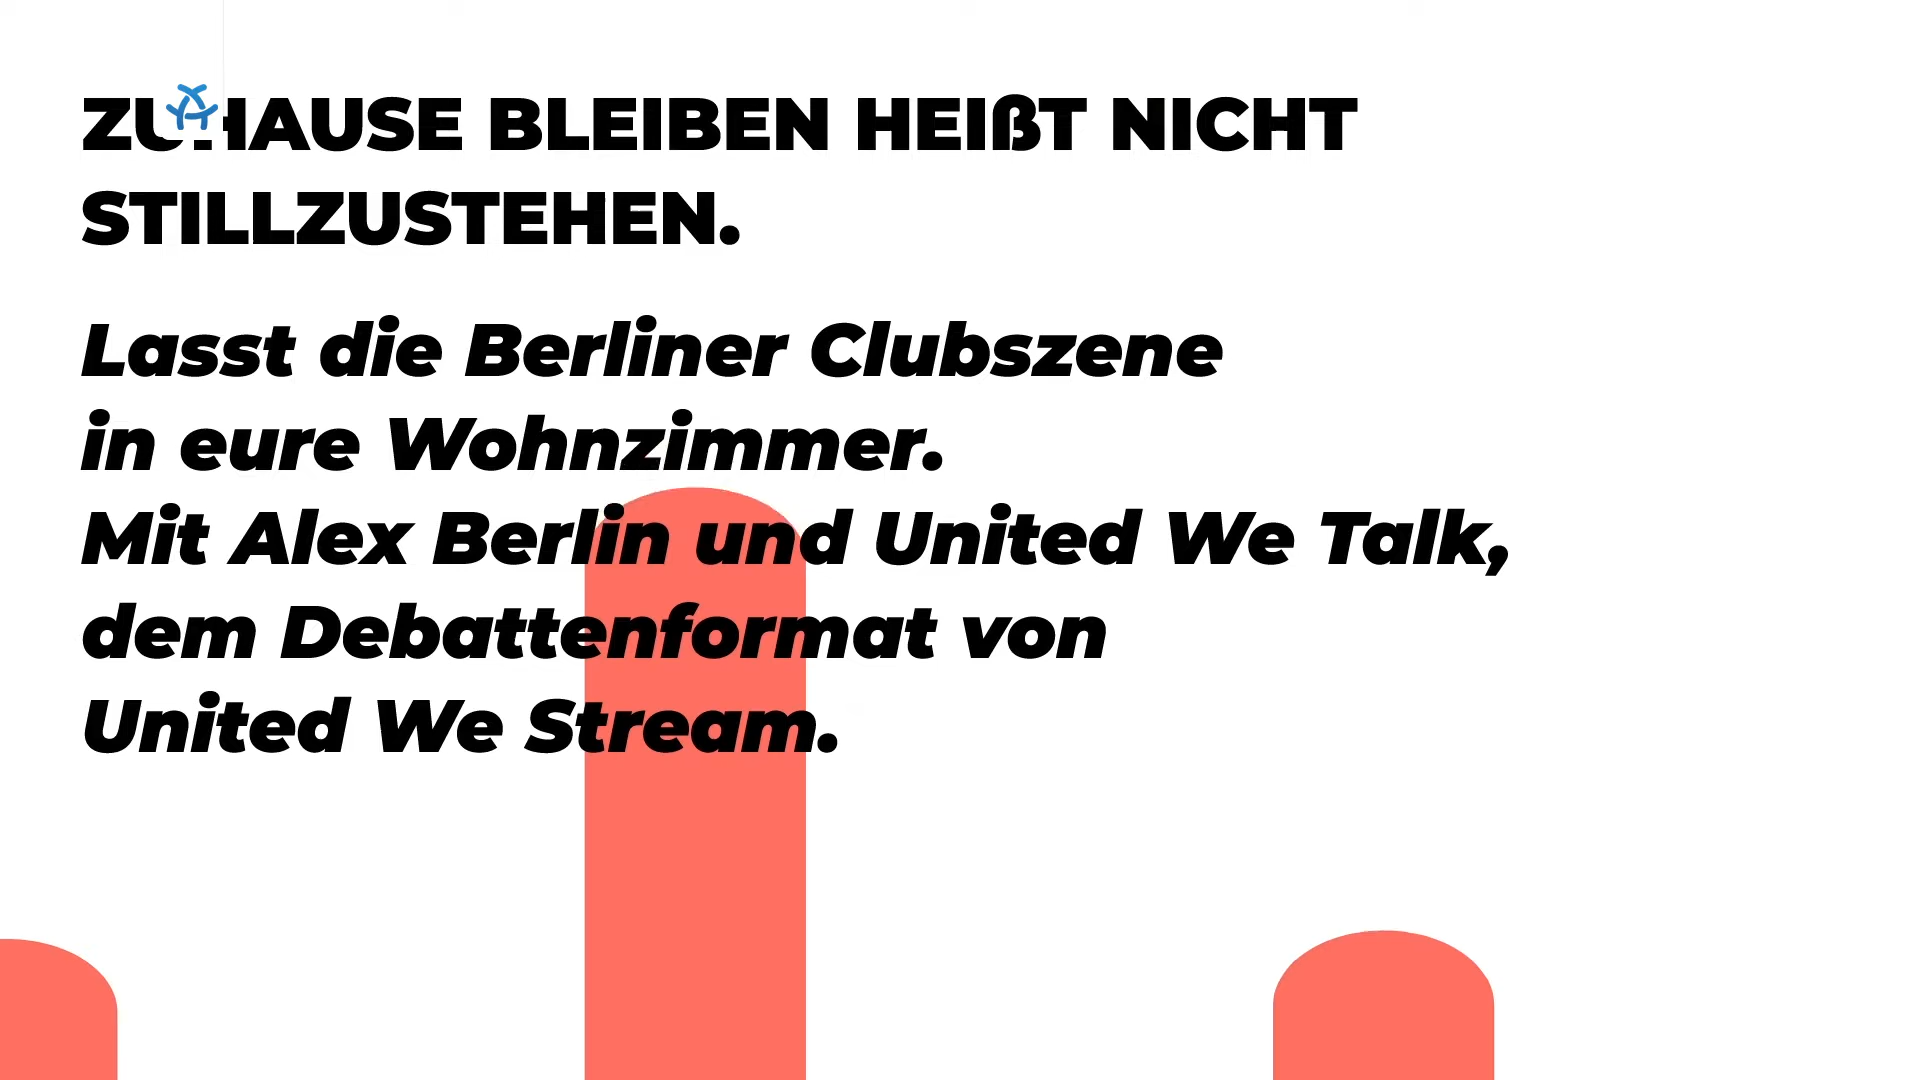 ZUHAUSE BLEIBEN HEIẞT NICHT
STILLZUSTEHEN.
Lasst die Berliner Clubszene
in eure Wohnzimmer.
Mit Alex Berlin und United We Talk,
dem Debattenformat von
United We Stream.